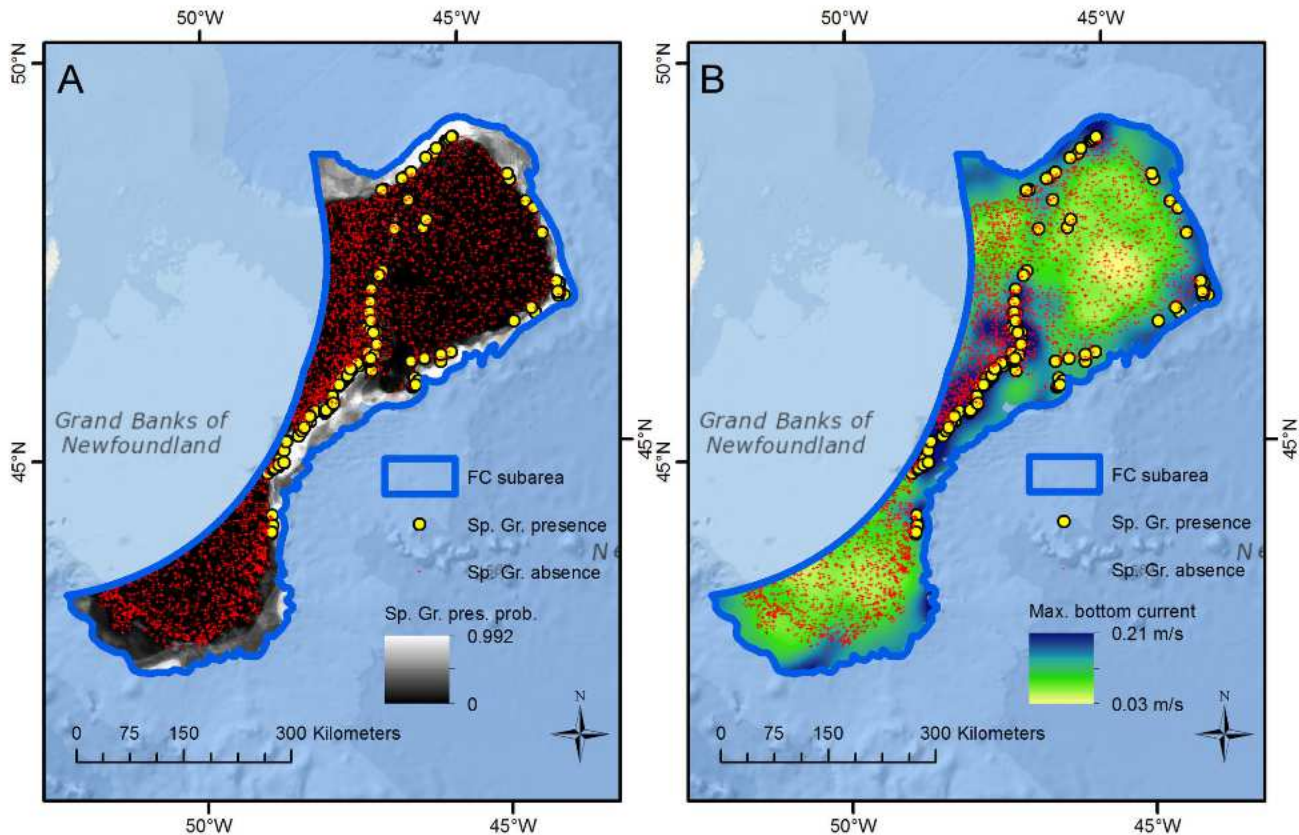 50°W 45°W
50°N
A
Grand Banks of
Newfoundland
45°N
45°N
FC subarea
Sp. Gr. presence
N e
Sp. Gr. absence
Sp. Gr. pres. prob.
0.992
0
N
0 75 150 300 Kilometers
50°W 45°W
50°W 45°W
50°N
B
Grand Banks of
Newfoundland
45°N
45°N
FC subarea
Sp. Gr. presence
N e
Sp. Gr. absence
Max. bottom current
0.21 m/s
0.03 m/s
N
0 75 150 300 Kilometers
50°W 45°W